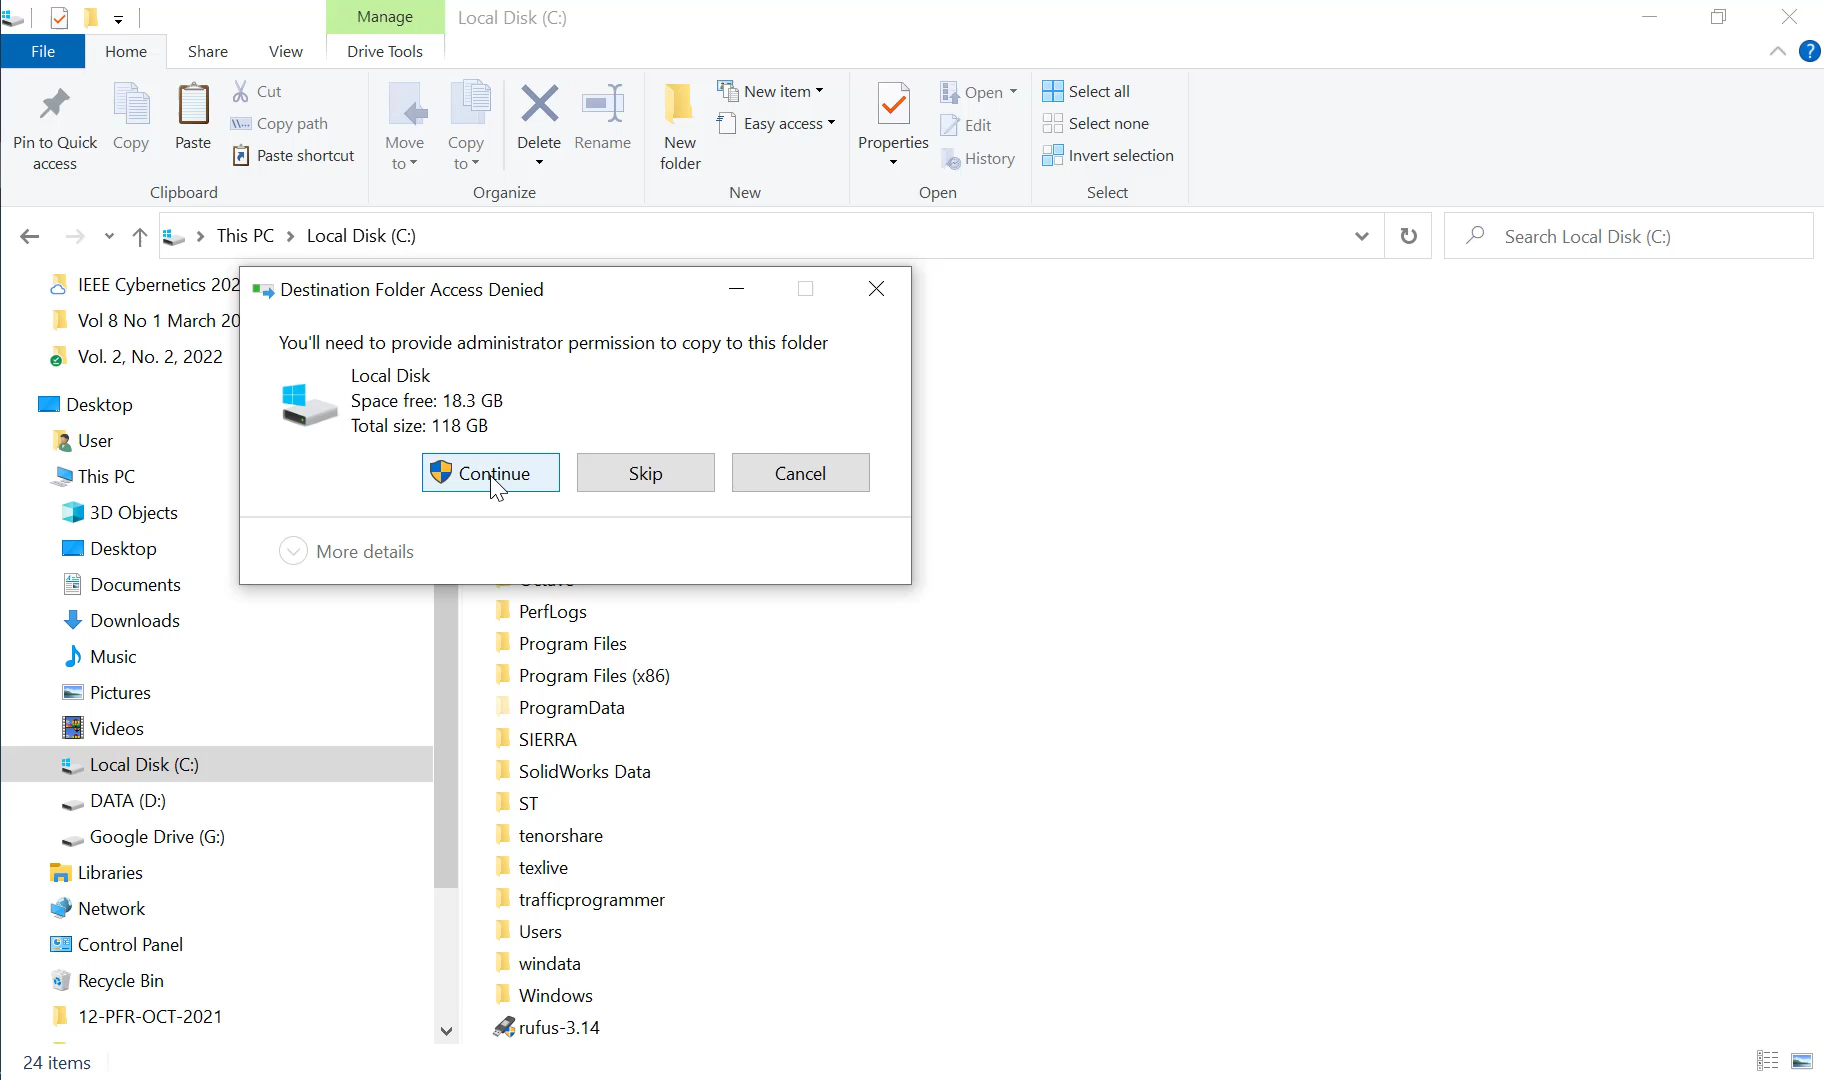 Manage
Local Disk (C:)
File
Home
Share
View
Drive Tools
Pin to Quick access
Copy
Paste
Cut
Copy path
Paste shortcut
Clipboard
Move to
Copy to
Delete
Rename
Organize
New folder
New item
Easy access
New
Properties
Open
Edit
History
Open
Select all
Select none
Invert selection
Select
This PC
Local Disk (C:)
Search Local Disk (C:)
IEEE Cybernetics 202
Vol 8 No 1 March 20
Vol. 2, No. 2, 2022
Desktop
User
This PC
3D Objects
Desktop
Documents
Downloads
Music
Pictures
Videos
Local Disk (C:)
DATA (D:)
Google Drive (G:)
Libraries
Network
Control Panel
Recycle Bin
12-PFR-OCT-2021
Destination Folder Access Denied
You'll need to provide administrator permission to copy to this folder
Local Disk
Space free: 18.3 GB
Total size: 118 GB
Continue
Skip
Cancel
More details
PerfLogs
Program Files
Program Files (x86)
ProgramData
SIERRA
SolidWorks Data
ST
tenorshare
texlive
trafficprogrammer
Users
windata
Windows
rufus-3.14
24 items